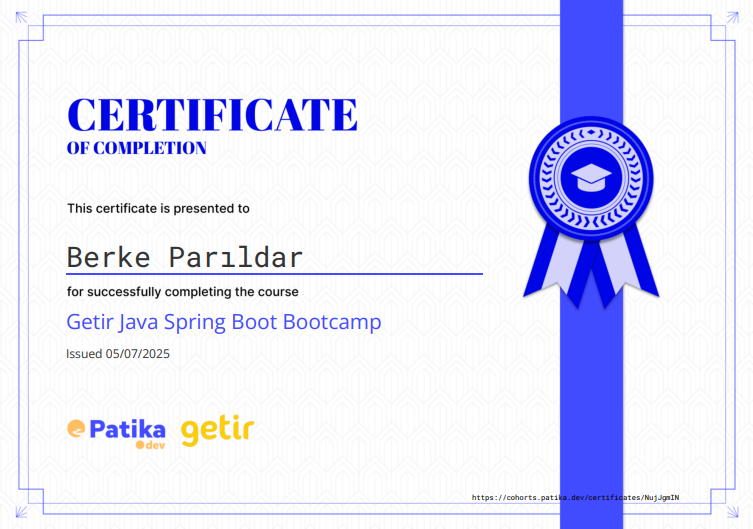 CERTIFICATE
OF COMPLETION
This certificate is presented to
Berke Parıldar
for successfully completing the course
Getir Java Spring Boot Bootcamp
Issued 05/07/2025
Patika
dev
getir
https://cohorts.patika.dev/certificates/NujJgmIN